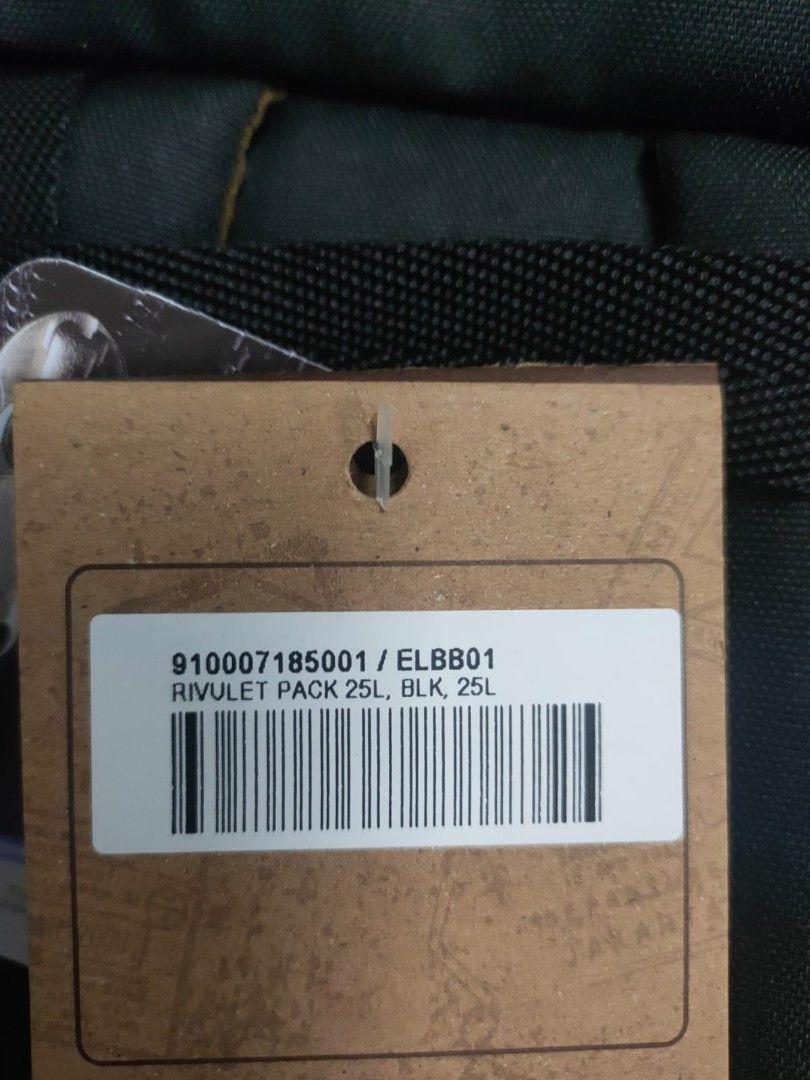 910007185001 / ELBB01
RIVULET PACK 25L, BLK, 25L